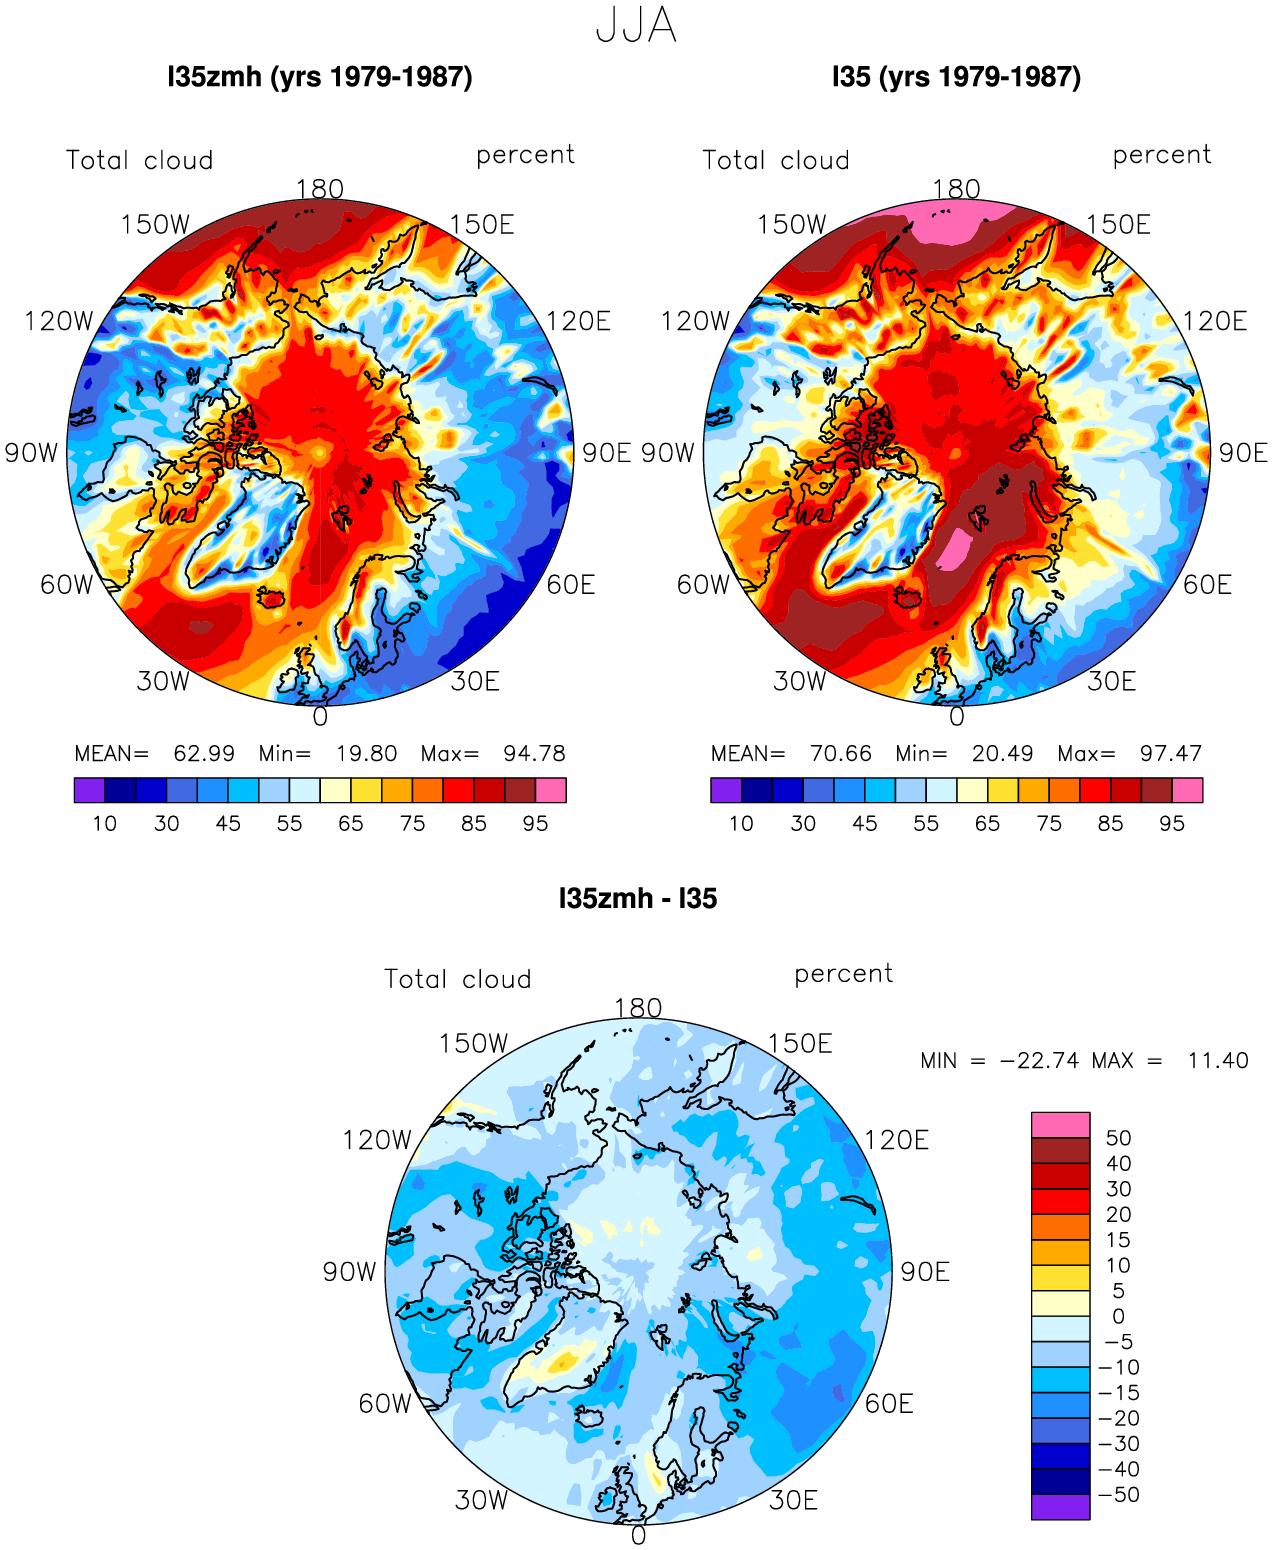 JJA
I35zmh (yrs 1979-1987)
I35 (yrs 1979-1987)
Total cloud percent
180
150W 150E
120W 120E
90W 90E
60W 60E
30W 30E
0
MEAN= 62.99 Min= 19.80 Max= 94.78
10 30 45 55 65 75 85 95
Total cloud percent
180
150W 150E
120W 120E
90W 90E
60W 60E
30W 30E
0
MEAN= 70.66 Min= 20.49 Max= 97.47
10 30 45 55 65 75 85 95
I35zmh - I35
Total cloud percent
180
150W 150E
120W 120E
90W 90E
60W 60E
30W 30E
0
MIN = −22.74 MAX = 11.40
50
40
30
20
15
10
5
0
−5
−10
−15
−20
−30
−40
−50